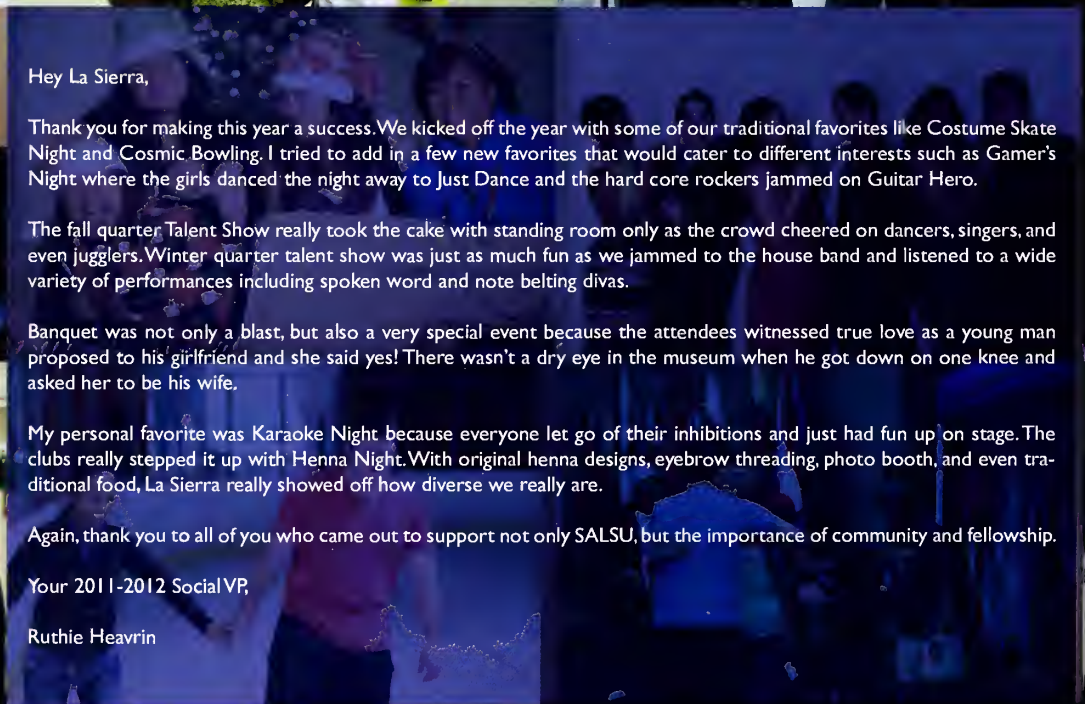 Hey La Sierra,
Thank you for making this year a success. We kicked off the year with some of our traditional favorites like Costume Skate
Night and Cosmic Bowling. I tried to add in a few new favorites that would cater to different interests such as Gamer's
Night where the girls danced the night away to Just Dance and the hard core rockers jammed on Guitar Hero.
The fall quarter Talent Show really took the cake with standing room only as the crowd cheered on dancers, singers, and
even jugglers. Winter quarter talent show was just as much fun as we jammed to the house band and listened to a wide
variety of performances including spoken word and note belting divas.
Banquet was not only a blast, but also a very special event because the attendees witnessed true love as a young man
proposed to his girlfriend and she said yes! There wasn't a dry eye in the museum when he got down on one knee and
asked her to be his wife.
My personal favorite was Karaoke Night because everyone let go of their inhibitions and just had fun up on stage. The
clubs really stepped it up with Henna Night. With original henna designs, eyebrow threading, photo booth, and even tra-
ditional food, La Sierra really showed off how diverse we really are.
Again, thank you to all of you who came out to support not only SALSU, but the importance of community and fellowship.
Your 2011-2012 Social VP,
Ruthie Heavrin